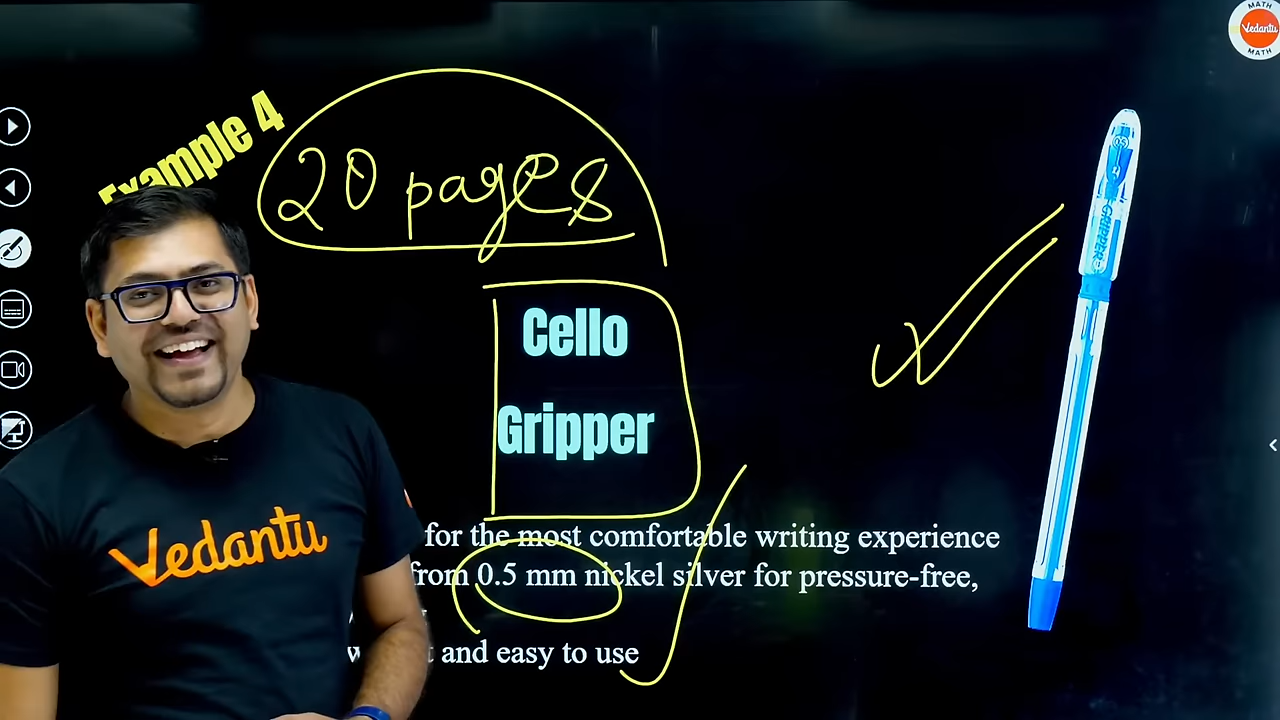 MATH
Vedantu
MATH
Example 4
20 pages
Cello
Gripper
GRIPPER
for the most comfortable writing experience
from 0.5 mm nickel silver for pressure-free,
and easy to use
Vedantu